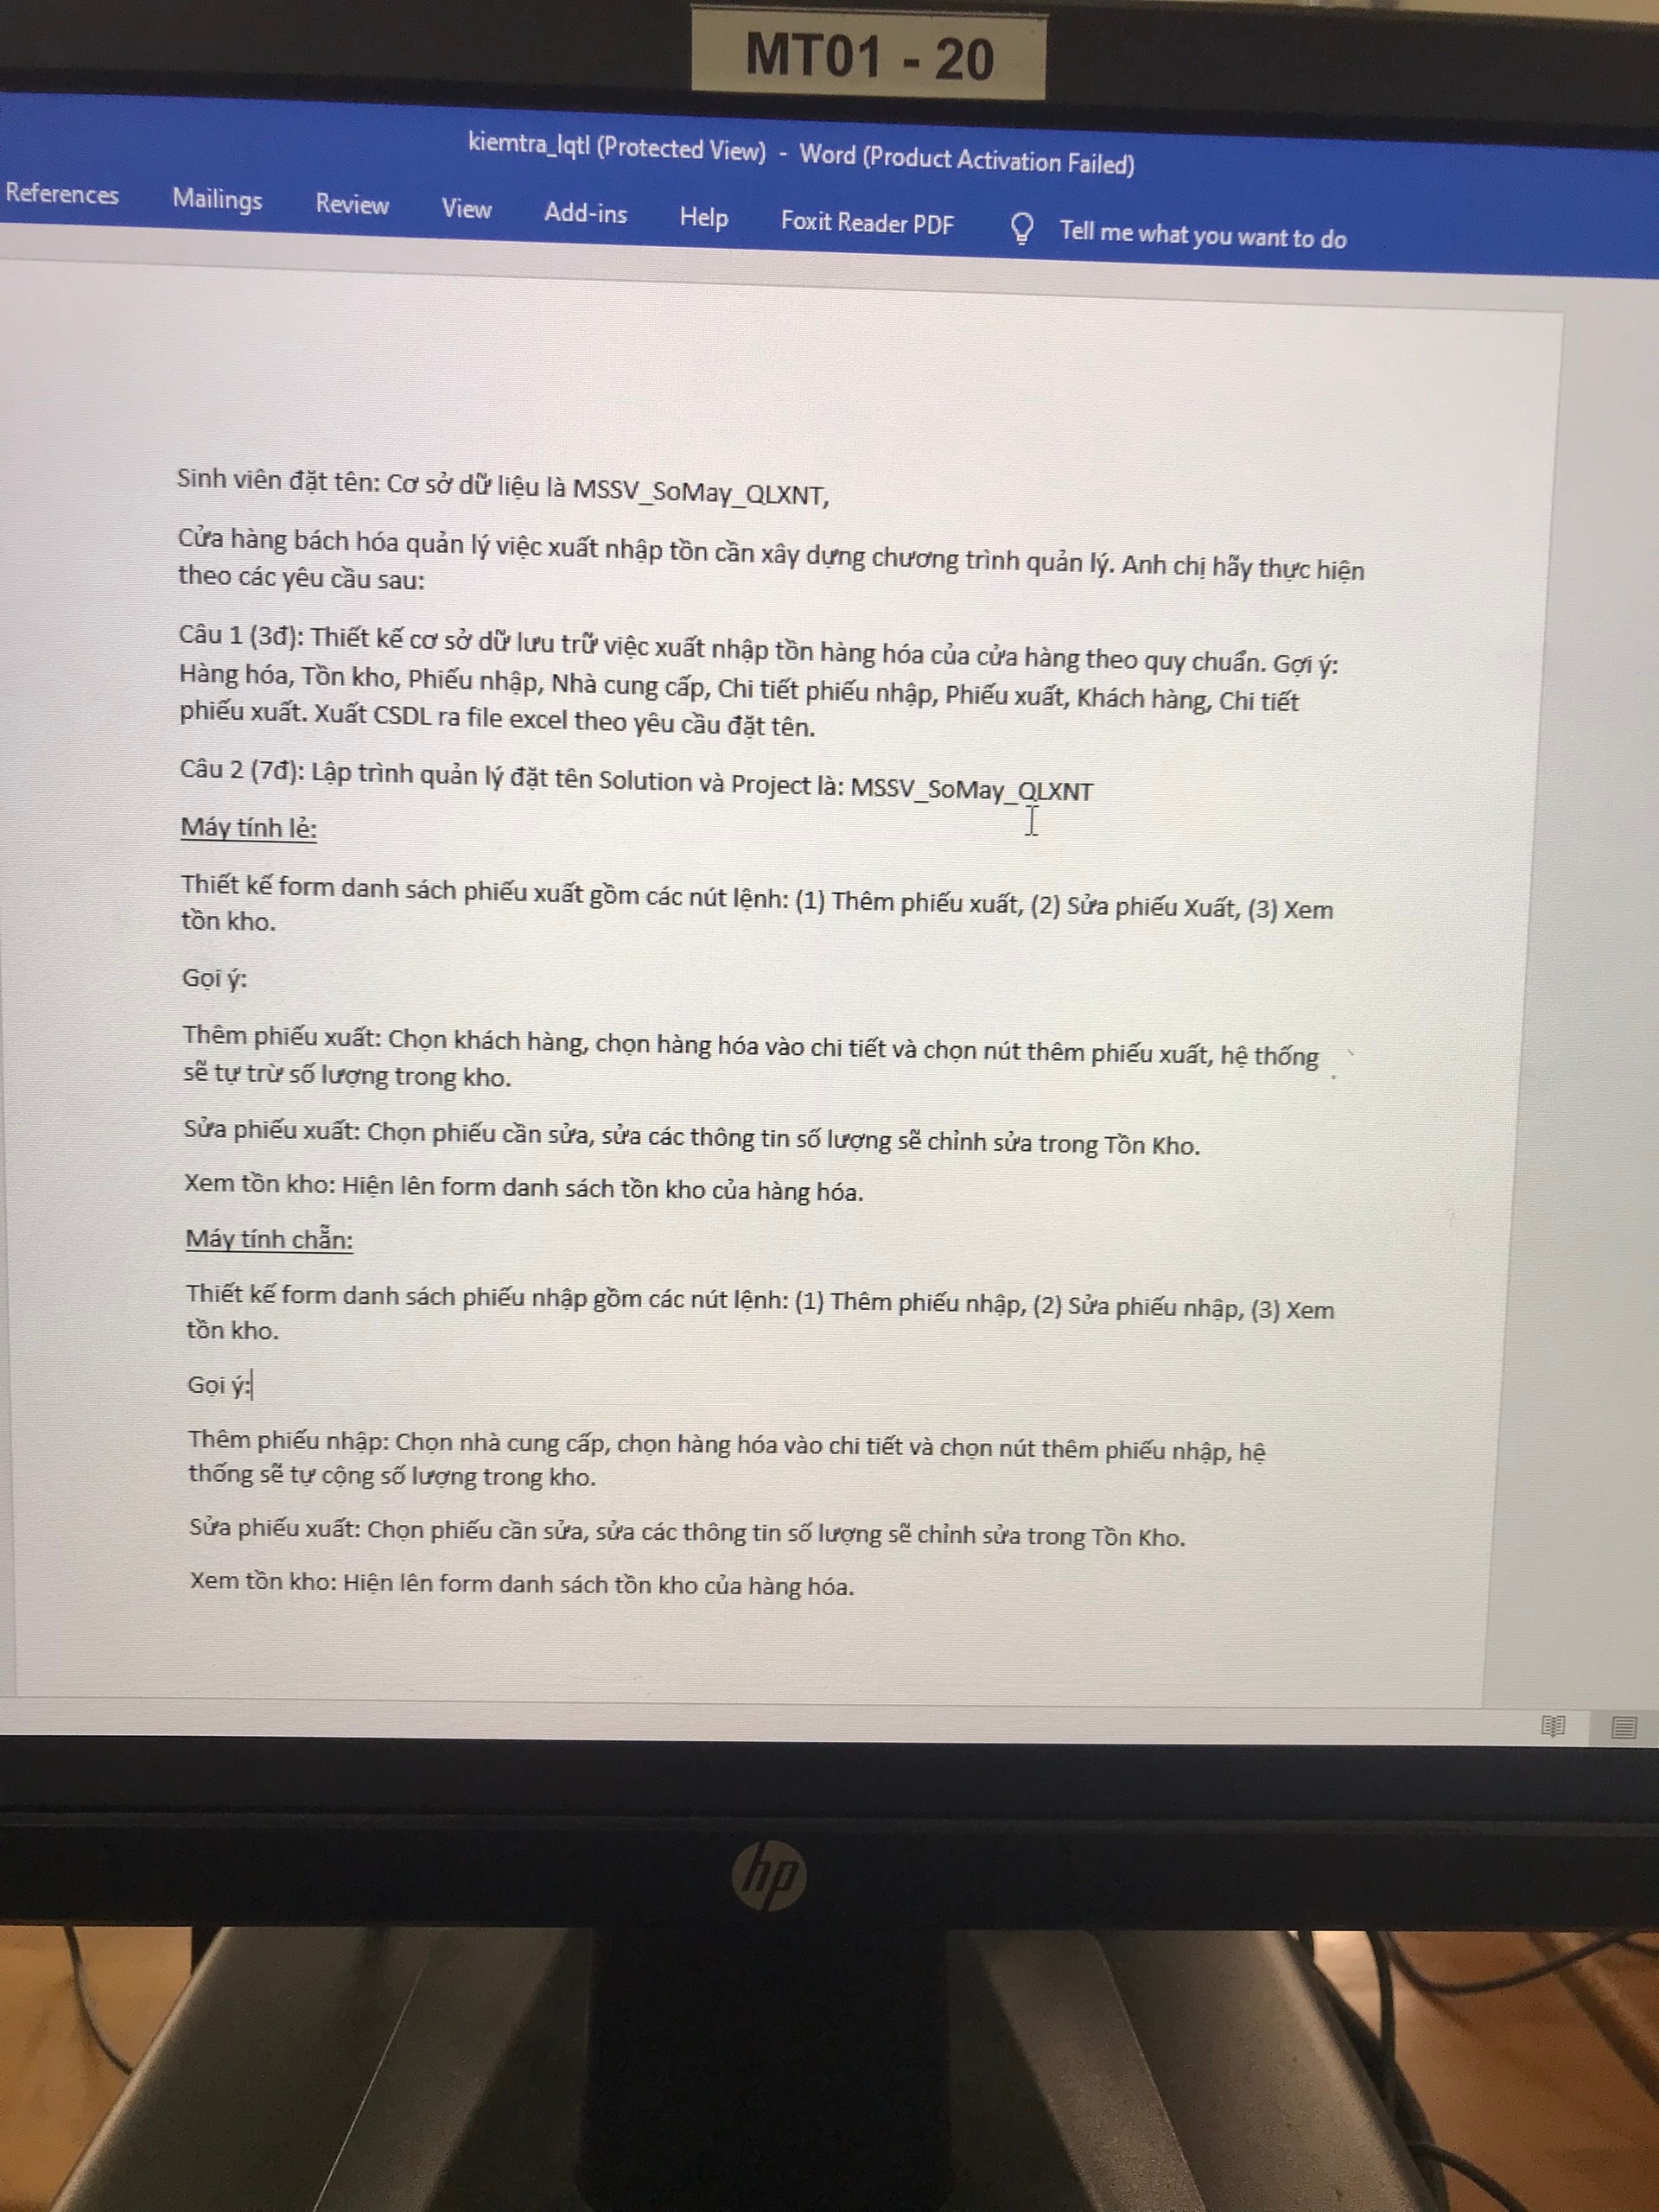 MT01 - 20
kiemtra_lqtl (Protected View) - Word (Product Activation Failed)
References Mailings Review View Add-ins Help Foxit Reader PDF Tell me what you want to do
Sinh viên đặt tên: Cơ sở dữ liệu là MSSV_SoMay_QLXNT,
Cửa hàng bách hóa quản lý việc xuất nhập tồn cần xây dựng chương trình quản lý. Anh chị hãy thực hiện
theo các yêu cầu sau:
Câu 1 (3đ): Thiết kế cơ sở dữ lưu trữ việc xuất nhập tồn hàng hóa của cửa hàng theo quy chuẩn. Gợi ý:
Hàng hóa, Tồn kho, Phiếu nhập, Nhà cung cấp, Chi tiết phiếu nhập, Phiếu xuất, Khách hàng, Chi tiết
phiếu xuất. Xuất CSDL ra file excel theo yêu cầu đặt tên.
Câu 2 (7đ): Lập trình quản lý đặt tên Solution và Project là: MSSV_SoMay_QLXNT
Máy tính lẻ:
Thiết kế form danh sách phiếu xuất gồm các nút lệnh: (1) Thêm phiếu xuất, (2) Sửa phiếu Xuất, (3) Xem
tồn kho.
Gọi ý:
Thêm phiếu xuất: Chọn khách hàng, chọn hàng hóa vào chi tiết và chọn nút thêm phiếu xuất, hệ thống
sẽ tự trừ số lượng trong kho.
Sửa phiếu xuất: Chọn phiếu cần sửa, sửa các thông tin số lượng sẽ chỉnh sửa trong Tồn Kho.
Xem tồn kho: Hiện lên form danh sách tồn kho của hàng hóa.
Máy tính chẵn:
Thiết kế form danh sách phiếu nhập gồm các nút lệnh: (1) Thêm phiếu nhập, (2) Sửa phiếu nhập, (3) Xem
tồn kho.
Gọi ý:
Thêm phiếu nhập: Chọn nhà cung cấp, chọn hàng hóa vào chi tiết và chọn nút thêm phiếu nhập, hệ
thống sẽ tự cộng số lượng trong kho.
Sửa phiếu xuất: Chọn phiếu cần sửa, sửa các thông tin số lượng sẽ chỉnh sửa trong Tồn Kho.
Xem tồn kho: Hiện lên form danh sách tồn kho của hàng hóa.
hp